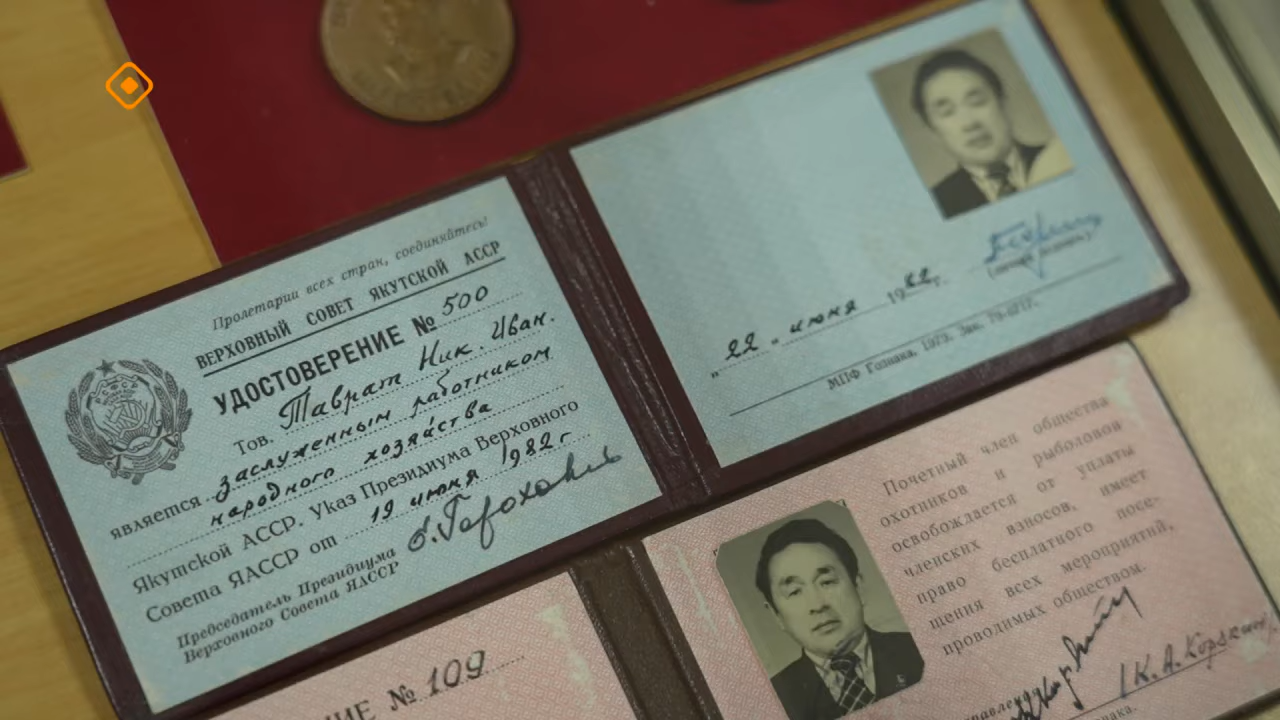 Пролетарии всех стран, соединяйтесь!
ВЕРХОВНЫЙ СОВЕТ ЯКУТСКОЙ АССР
УДОСТОВЕРЕНИЕ № 500
Тов. Таврат Ник. Иван.
является заслуженным работником
народного хозяйства
Якутской АССР. Указ Президиума Верховного
Совета ЯАССР от 19 июня 1982 г
Председатель Президиума
Верховного Совета ЯАССР
„22 „ июня 1982 г.
(личная подпись)
МПФ Гознака. 1979. Зак.
ИЕ № 109
Почетный член общества
охотников и рыболовов
освобождается от уплаты
членских взносов, имеет
право бесплатного посе-
щения всех мероприятий,
проводимых обществом.